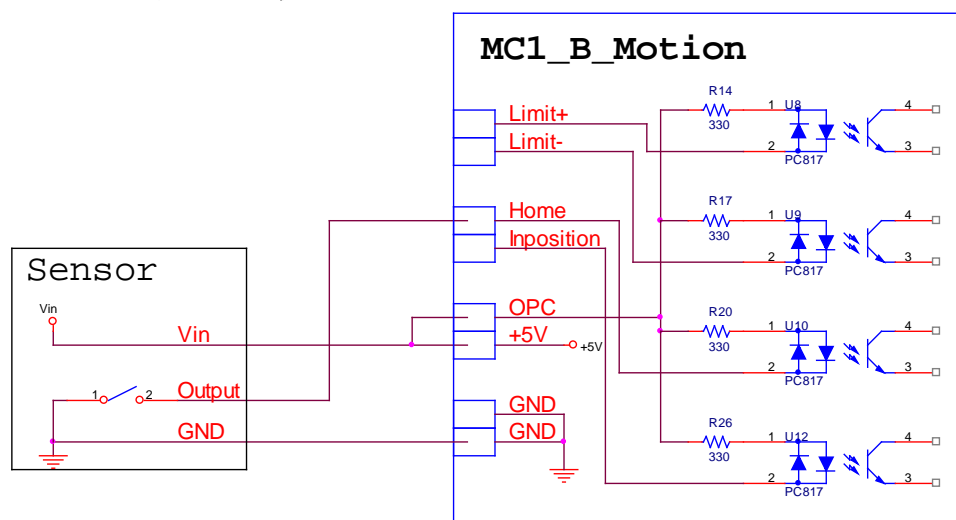 MC1_B_Motion
R14
330
1
U8
4
2
PC817
3
Limit+
Limit-
R17
330
1
U9
4
2
PC817
3
Home
Inposition
Sensor
Vin
Vin
OPC
+5V
+5V
R20
330
1
U10
4
2
PC817
3
1
2
Output
GND
GND
GND
R26
330
1
U12
4
2
PC817
3